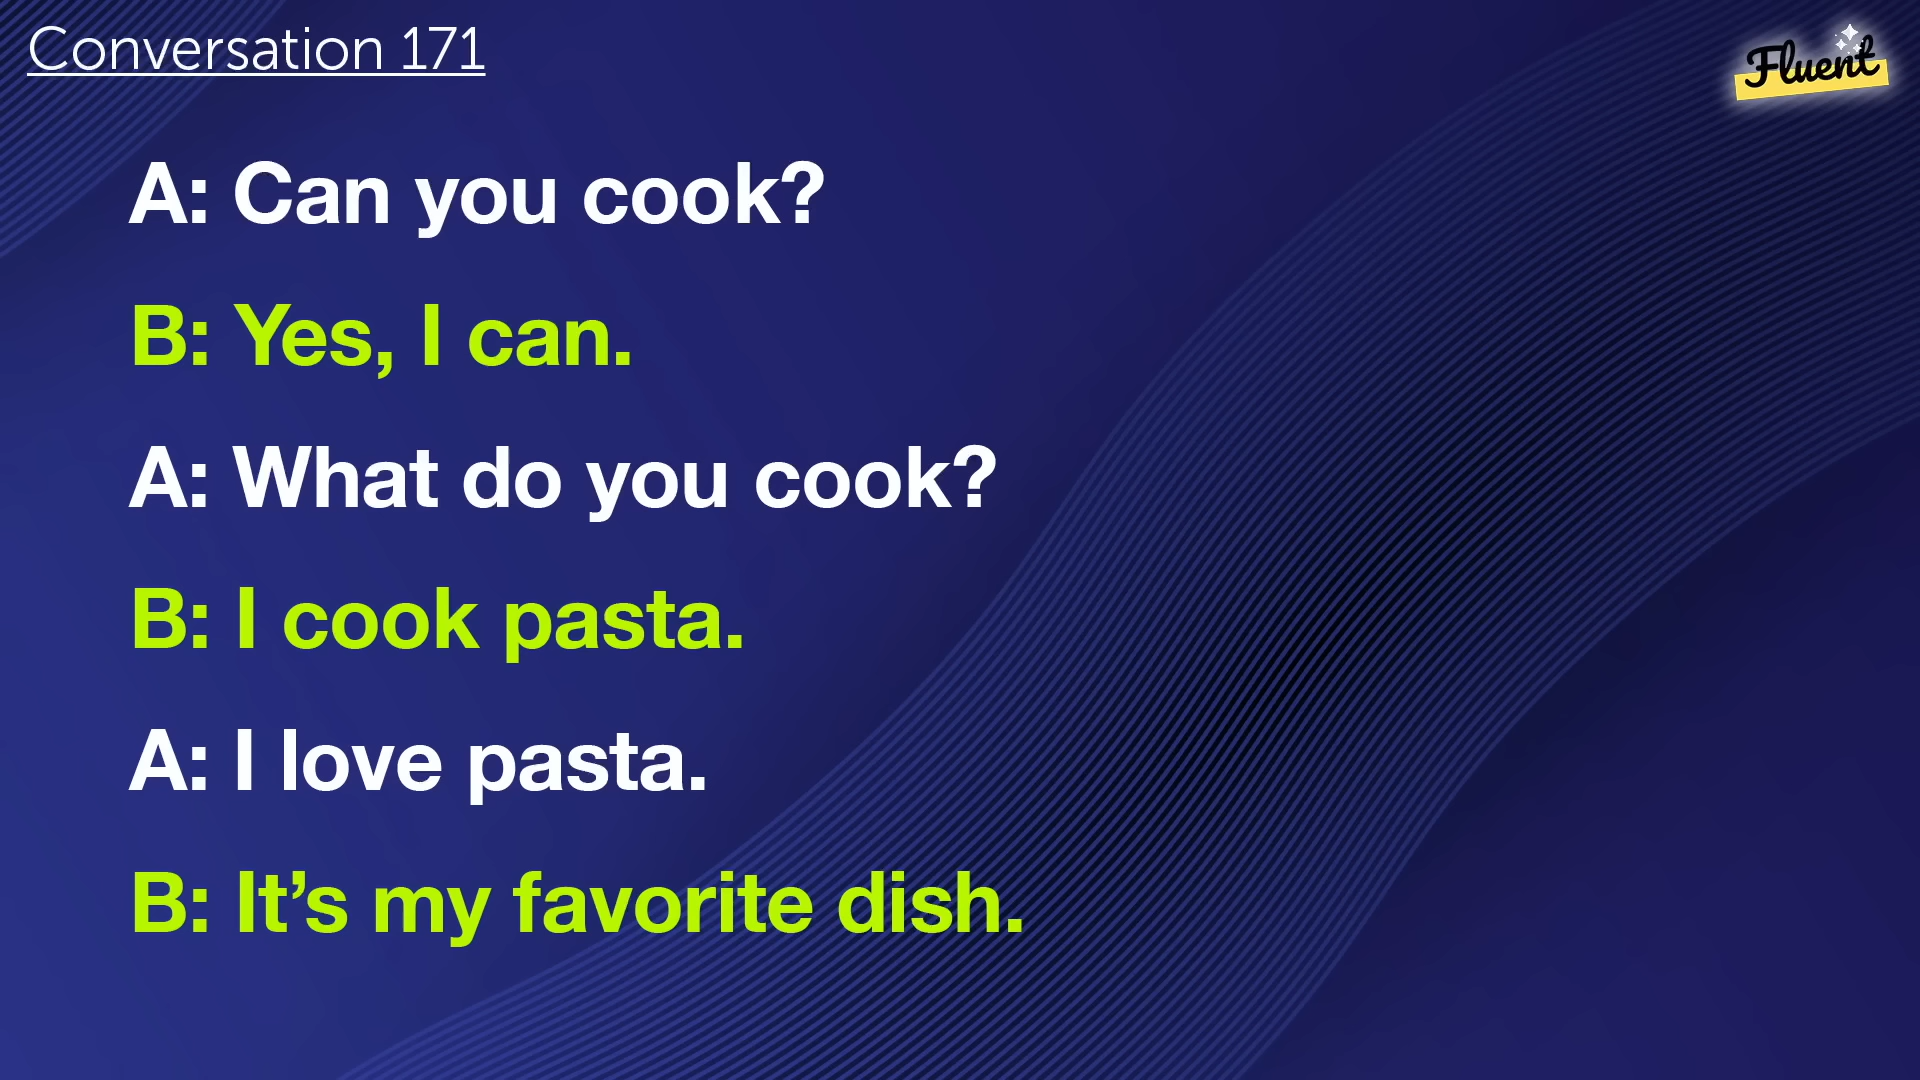 Conversation 171
Fluent
A: Can you cook?
B: Yes, I can.
A: What do you cook?
B: I cook pasta.
A: I love pasta.
B: It’s my favorite dish.